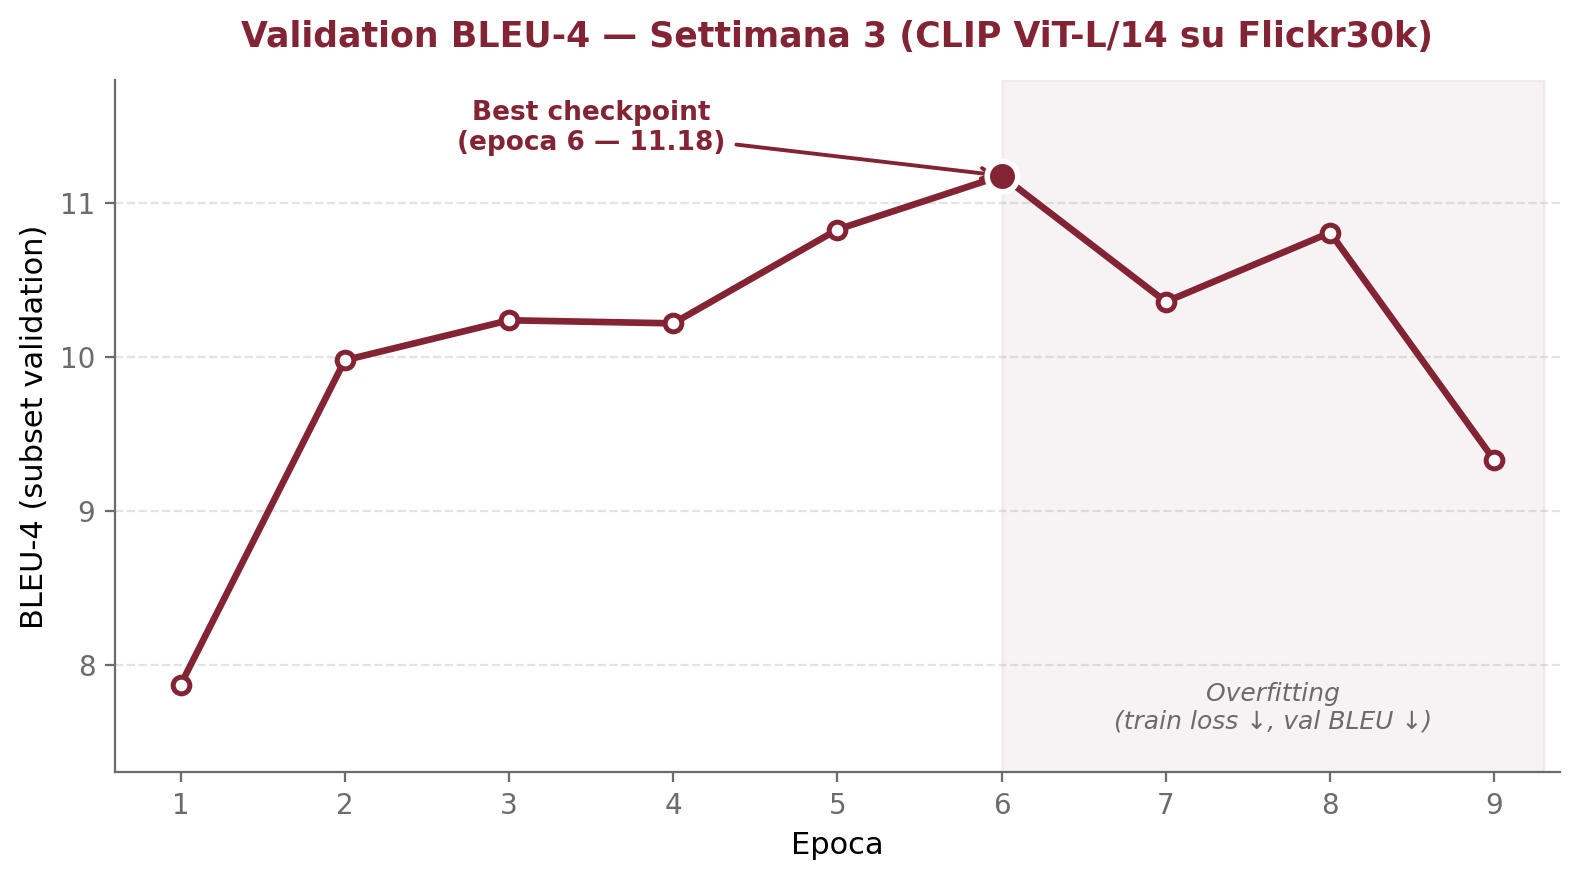 Validation BLEU-4 — Settimana 3 (CLIP ViT-L/14 su Flickr30k)
Best checkpoint
(epoca 6 — 11.18)
BLEU-4 (subset validation)
11
10
9
8
Overfitting
(train loss ↓, val BLEU ↓)
1 2 3 4 5 6 7 8 9
Epoca